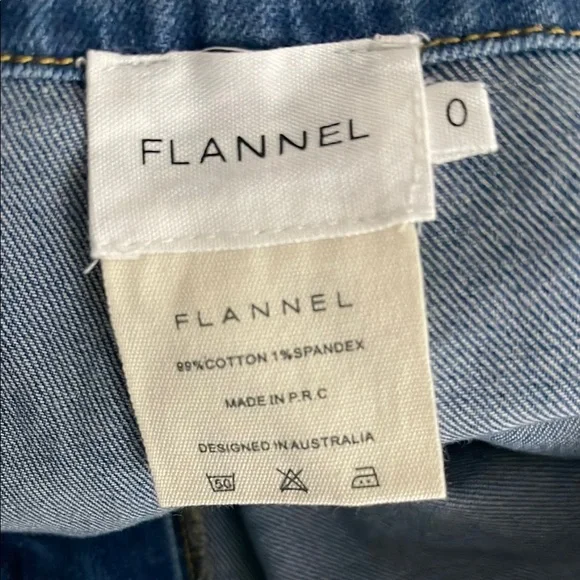 FLANNEL
0
FLANNEL
99%COTTON 1%SPANDEX
MADE IN P.R.C
DESIGNED IN AUSTRALIA
50